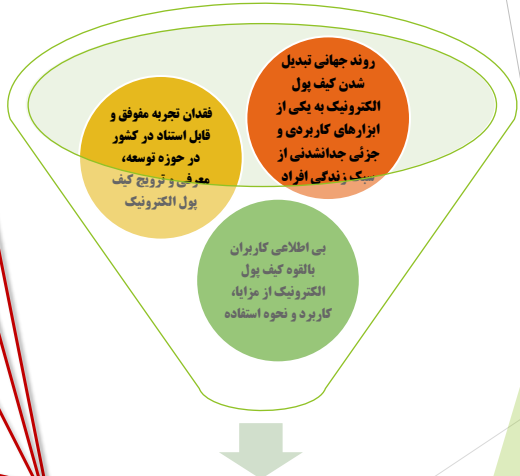 روند جهانی تبدیل
شدن کیف پول
الکترونیک به یکی از
ابزارهای کاربردی و
جزئی جدانشدنی از
سبک زندگی افراد
فقدان تجربه مفوفق و
قابل استناد در کشور
در حوزه توسعه،
معرفی و ترویج کیف
پول الکترونیک
بی اطلاعی کاربران
بالقوه کیف پول
الکترونیک از مزایا،
کاربرد و نحوه استفاده